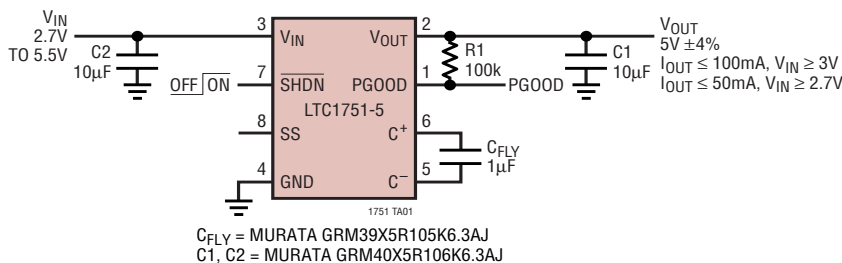 VIN
2.7V
TO 5.5V
C2
10µF
3
VIN
VOUT
2
R1
100k
C1
10µF
VOUT
5V ±4%
IOUT ≤ 100mA, VIN ≥ 3V
IOUT ≤ 50mA, VIN ≥ 2.7V
OFF ON
7
SHDN
PGOOD
1
PGOOD
LTC1751-5
8
SS
C+
6
CFLY
1µF
4
GND
C–
5
1751 TA01
CFLY = MURATA GRM39X5R105K6.3AJ
C1, C2 = MURATA GRM40X5R106K6.3AJ